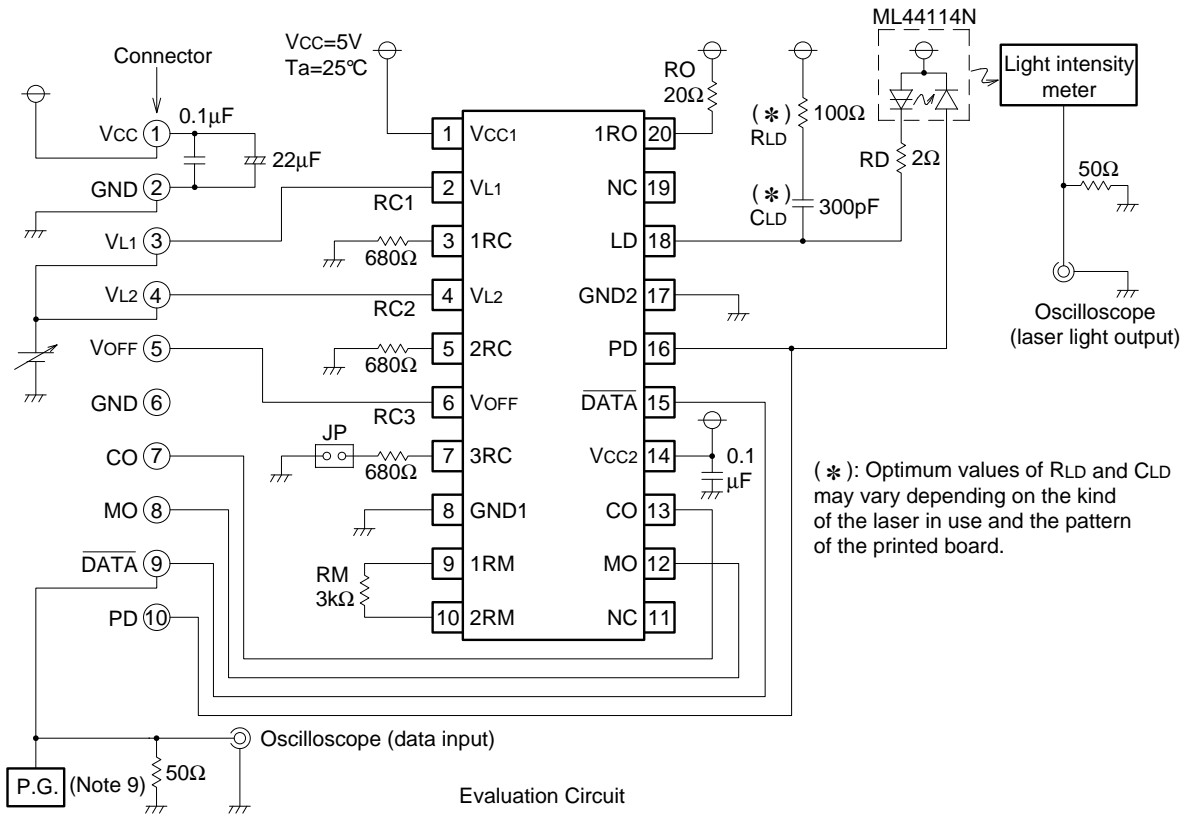 ML44114N
VCC=5V
Ta=25℃
Connector
Light intensity
meter
RO
20Ω
0.1µF
22µF
VCC 1
GND 2
VL1 3
VL2 4
VOFF 5
GND 6
CO 7
MO 8
DATA 9
PD 10
RC1
680Ω
RC2
680Ω
RC3
JP
680Ω
RM
3kΩ
1 VCC1
2 VL1
3 1RC
4 VL2
5 2RC
6 VOFF
7 3RC
8 GND1
9 1RM
10 2RM
1RO 20
NC 19
LD 18
GND2 17
PD 16
DATA 15
VCC2 14
CO 13
MO 12
NC 11
(*) 100Ω
RLD
(*)
CLD 300pF
RD 2Ω
50Ω
Oscilloscope
(laser light output)
0.1
µF
(*): Optimum values of RLD and CLD
may vary depending on the kind
of the laser in use and the pattern
of the printed board.
Oscilloscope (data input)
P.G. (Note 9) 50Ω
Evaluation Circuit